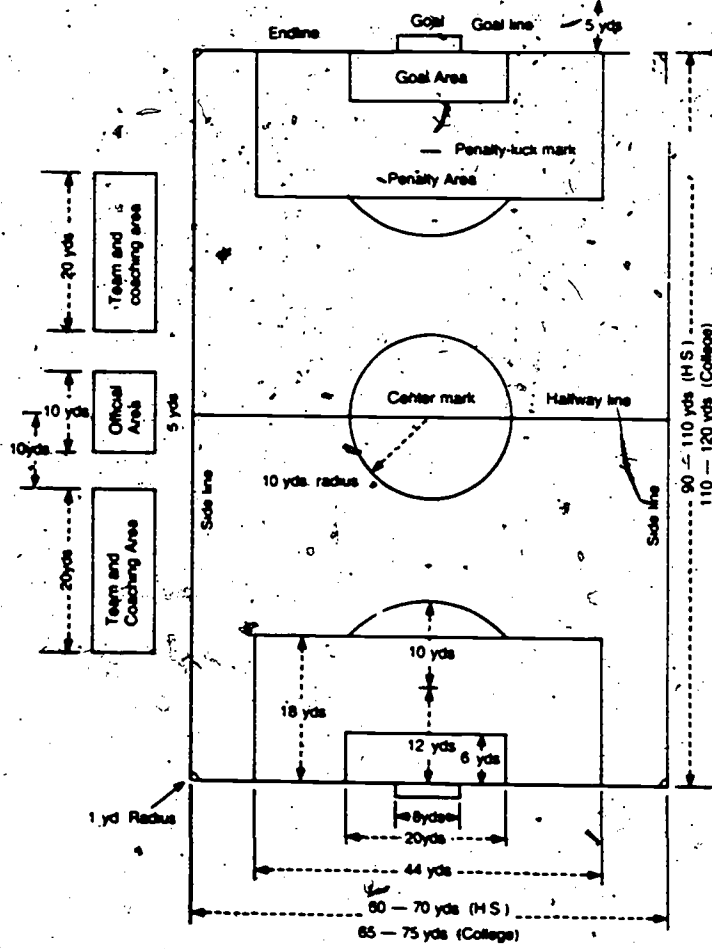 Endline
Goal
Goal line
5 yds
Goal Area
Penalty-luck mark
Penalty Area
20 yds
Team and
coaching area
10 yds
Official
Area
5 yds
10yds
Center mark
Halfway line
10 yds. radius
Side line
Side line
90 — 110 yds (H S)
110 — 120 yds (College)
20yds
Team and
Coaching Area
10 yds
18 yds
12 yds
6 yds
1 yd Radius
8yds
20yds
44 yds
60 — 70 yds (H S)
65 — 75 yds (College)